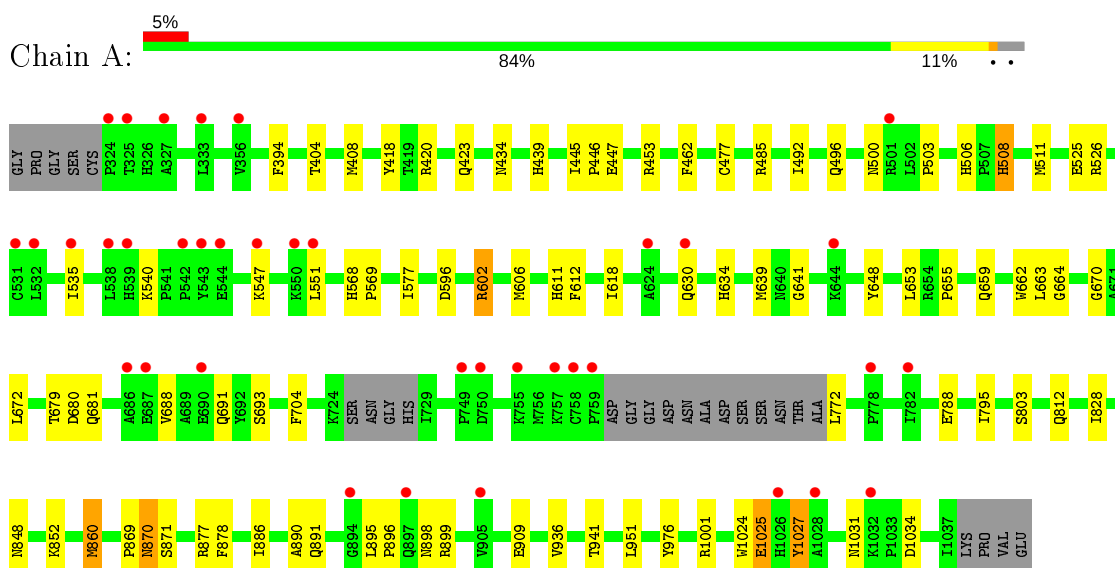 5%
Chain A:
84% 11% • •
GLY PRO GLY SER CYS P324 T325 H326 A327 L333 V356 F394 T404 M408 Y418 T419 R420 Q423 N434 H439 I445 P446 E447 R453 F462 C477 R485 I492 Q496 N500 R501 L502 P503 H506 P507 H508 M511 E525 R526
C531 L532 I535 L538 H539 K540 P541 P542 Y543 E544 K547 K550 L551 H568 P569 I577 D596 R602 M606 H611 F612 I618 A624 Q630 H634 M639 N640 G641 K644 Y648 L653 R654 P655 Q659 W662 L663 G664 G670 A671
L672 T679 D680 Q681 A686 E687 V688 A689 E690 Q691 Y692 S693 F704 K724 SER ASN GLY HIS I729 P749 D750 K755 M756 K757 C758 P759 ASP GLY GLY ASP ASN ALA ASP SER SER ASN THR ALA L772 P778 I782 E788 I795 S803 Q812 I828
N848 K852 M860 P869 N870 S871 R877 F878 I886 A890 Q891 G894 L895 P896 Q897 N898 R899 V905 E909 V936 T941 L951 Y976 R1001 W1024 E1025 H1026 Y1027 A1028 N1031 K1032 P1033 D1034 I1037 LYS PRO VAL GLU